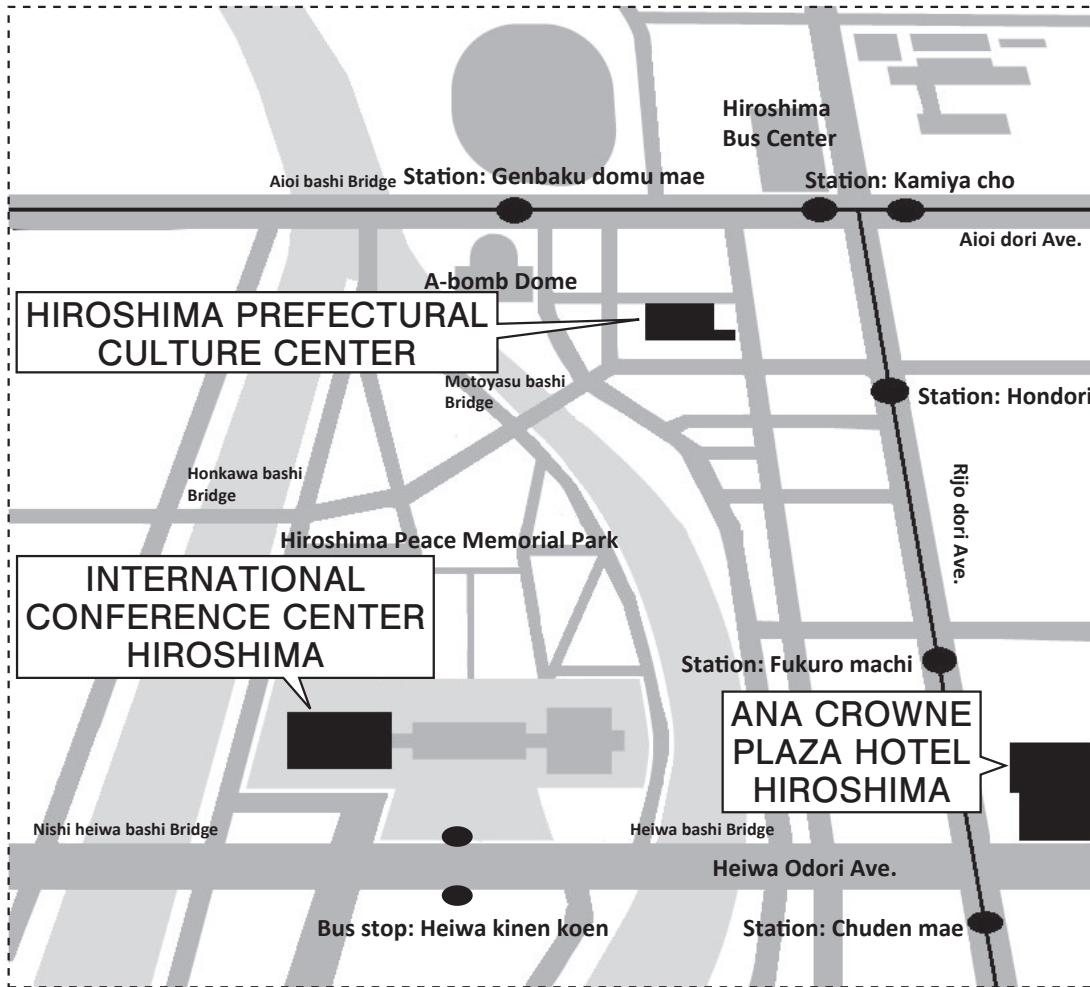 Hiroshima
Bus Center
Aioi bashi Bridge
Station: Genbaku domu mae
Station: Kamiya cho
Aioi dori Ave.
A-bomb Dome
HIROSHIMA PREFECTURAL
CULTURE CENTER
Motoyasu bashi
Bridge
Station: Hondori
Honkawa bashi
Bridge
Rijo dori Ave.
Hiroshima Peace Memorial Park
INTERNATIONAL
CONFERENCE CENTER
HIROSHIMA
Station: Fukuro machi
ANA CROWNE
PLAZA HOTEL
HIROSHIMA
Nishi heiwa bashi Bridge
Heiwa bashi Bridge
Heiwa Odori Ave.
Bus stop: Heiwa kinen koen
Station: Chuden mae